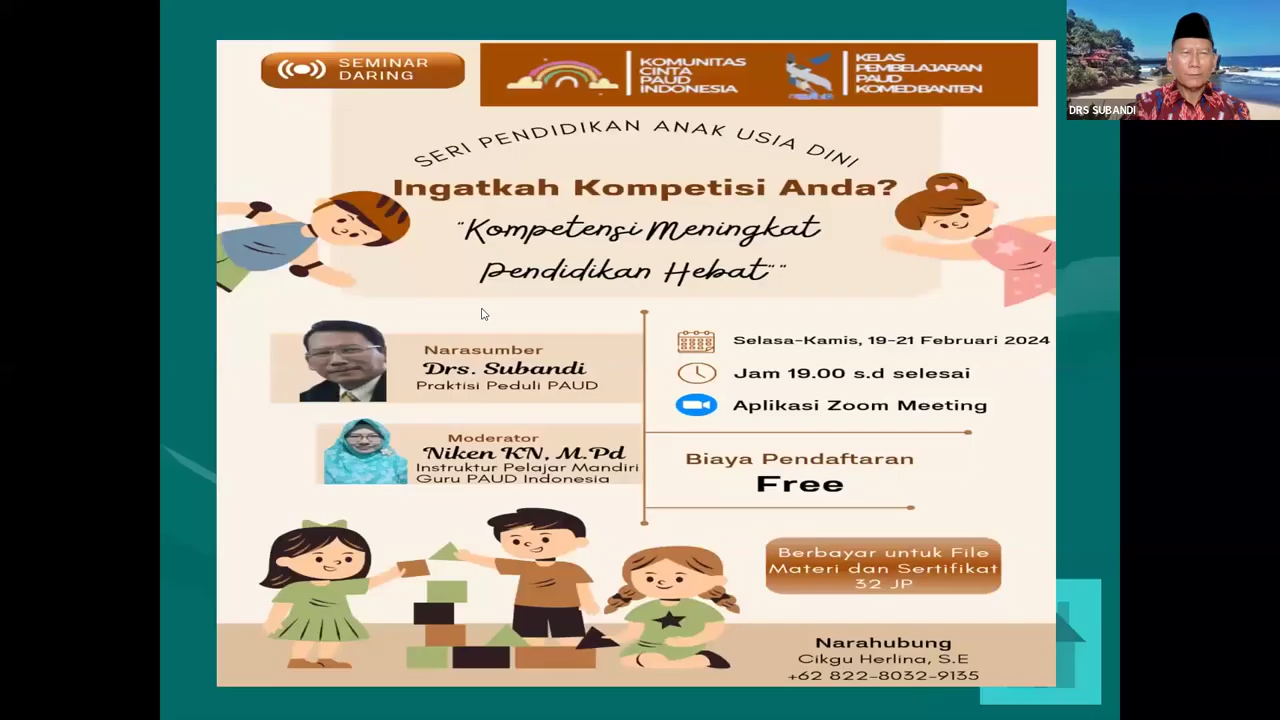 SEMINAR
DARING
KOMUNITAS
CINTA
PAUD
INDONESIA
KELAS
PEMBELAJARAN
PAUD
KOMED BANTEN
DRS SUBANDI
SERI PENDIDIKAN ANAK USIA DINI
Ingatkah Kompetisi Anda?
"Kompetensi Meningkat
Pendidikan Hebat""
Narasumber
Drs. Subandi
Praktisi Peduli PAUD
Moderator
Niken KN, M.Pd
Instruktur Pelajar Mandiri
Guru PAUD Indonesia
Selasa-Kamis, 19-21 Februari 2024
Jam 19.00 s.d selesai
Aplikasi Zoom Meeting
Biaya Pendaftaran
Free
Berbayar untuk File
Materi dan Sertifikat
32 JP
Narahubung
Cikgu Herlina, S.E
+62 822-8032-9135